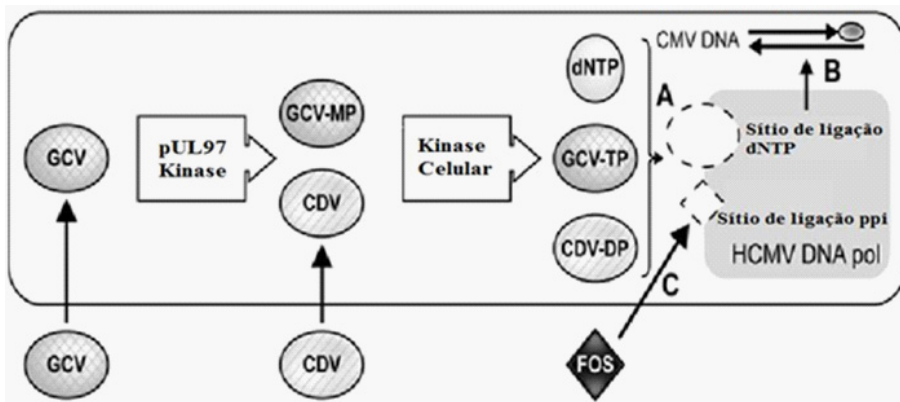 CMV DNA
dNTP
A
B
GCV-MP
GCV
pUL97
Kinase
Kinase
Celular
GCV-TP
Sítio de ligação
dNTP
CDV
Sítio de ligação ppi
CDV-DP
HCMV DNA pol
C
GCV
CDV
FOS